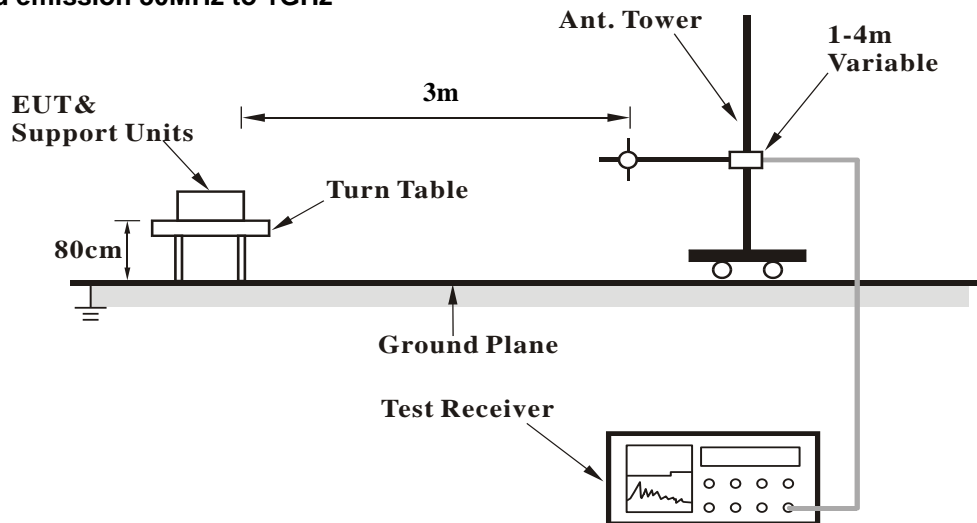 emission 30MHz to 1GHz
Ant. Tower
1-4m
Variable
3m
EUT&
Support Units
Turn Table
80cm
Ground Plane
Test Receiver